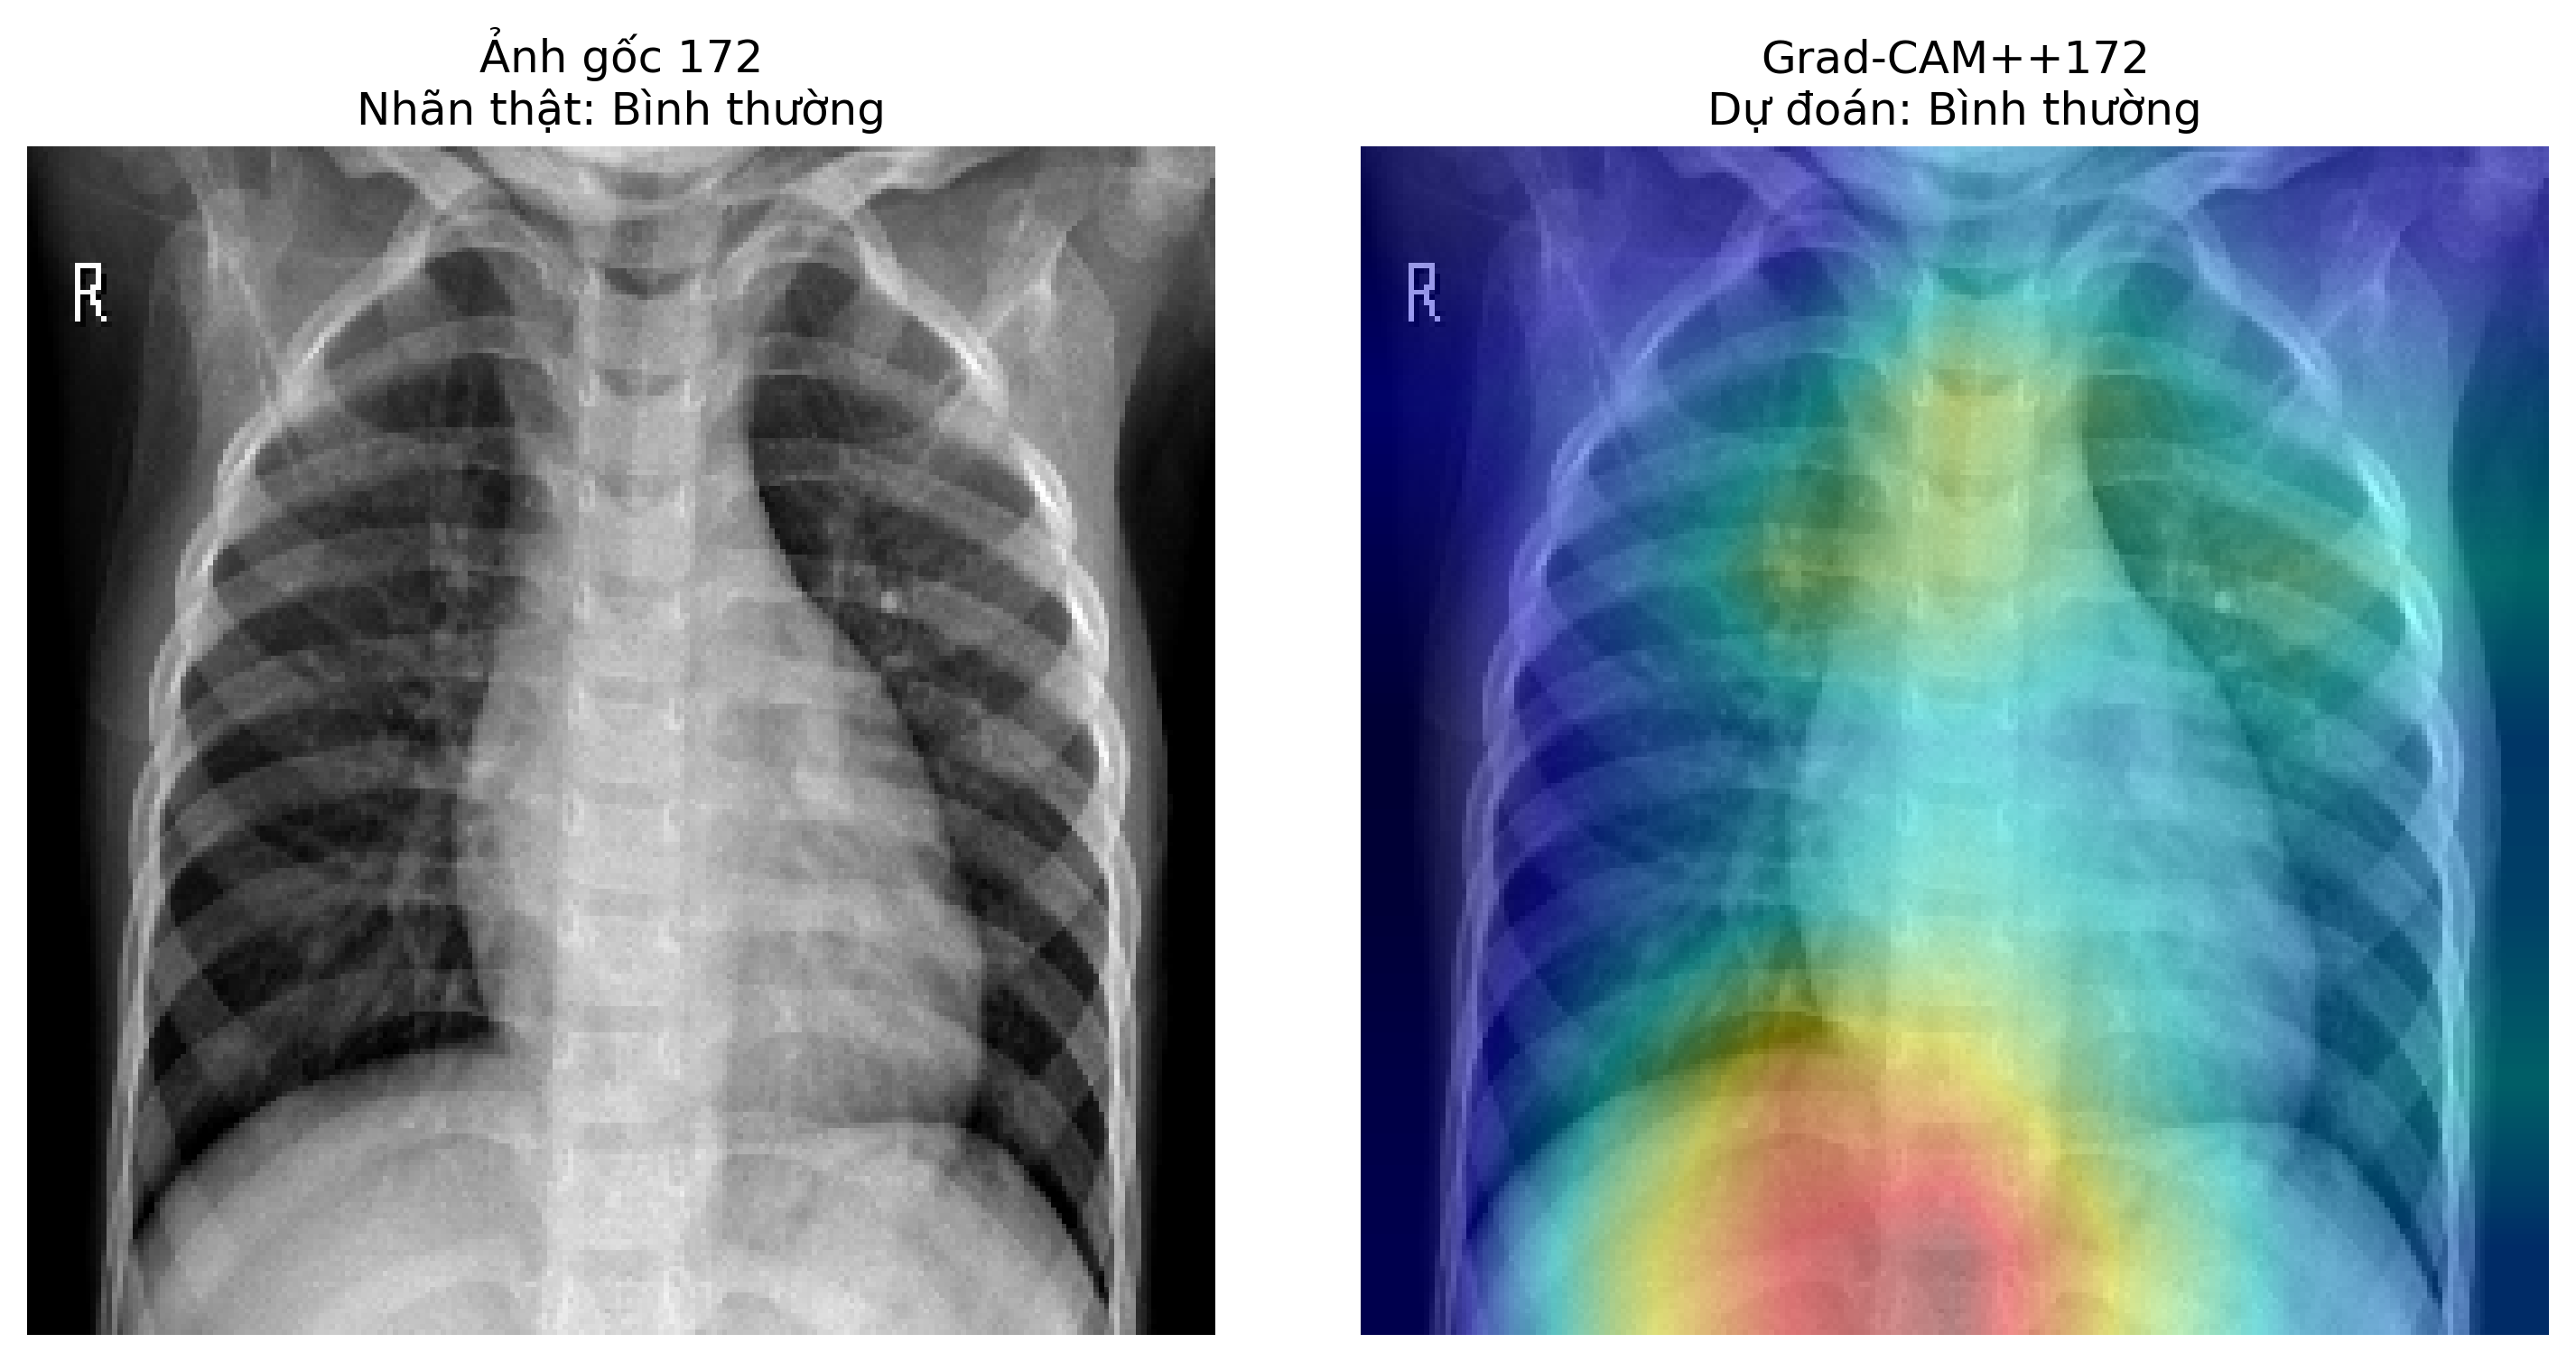 Ảnh gốc 172
Nhãn thật: Bình thường
Grad-CAM++172
Dự đoán: Bình thường
R
R